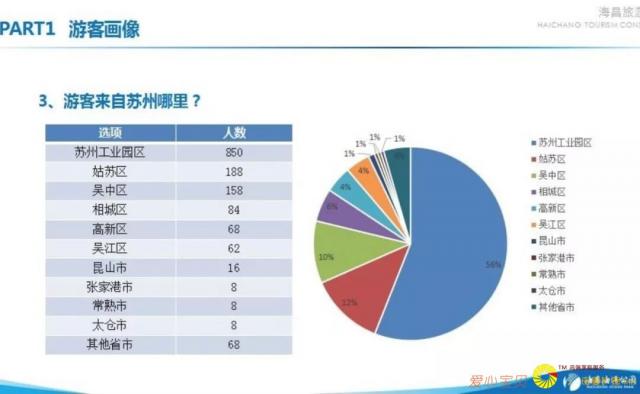 PART1 游客画像
海昌旅游
HAICHANG TOURISM CONS
3、游客来自苏州哪里？
选项 人数
苏州工业园区 850
姑苏区 188
吴中区 158
相城区 84
高新区 68
吴江区 62
昆山市 16
张家港市 8
常熟市 8
太仓市 8
其他省市 68
1%
1%
1%
1%
4%
4%
6%
10%
12%
56%
苏州工业园区
姑苏区
吴中区
相城区
高新区
吴江区
昆山市
张家港市
常熟市
太仓市
其他省市
爱心宝贝
TM